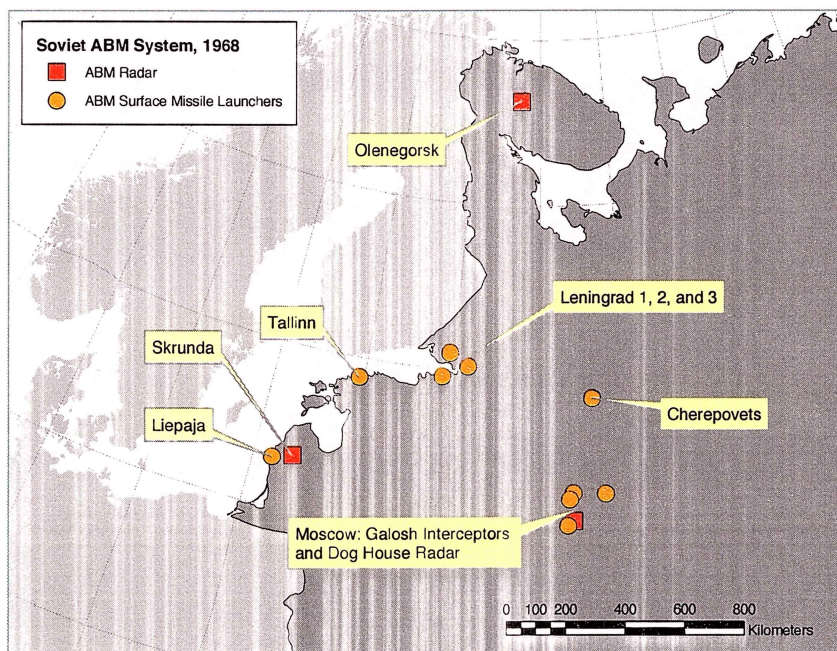 Soviet ABM System, 1968
ABM Radar
ABM Surface Missile Launchers
Olenegorsk
Leningrad 1, 2, and 3
Tallinn
Skrunda
Cherepovets
Liepaja
Moscow: Galosh Interceptors
and Dog House Radar
0 100 200 400 600 800
Kilometers